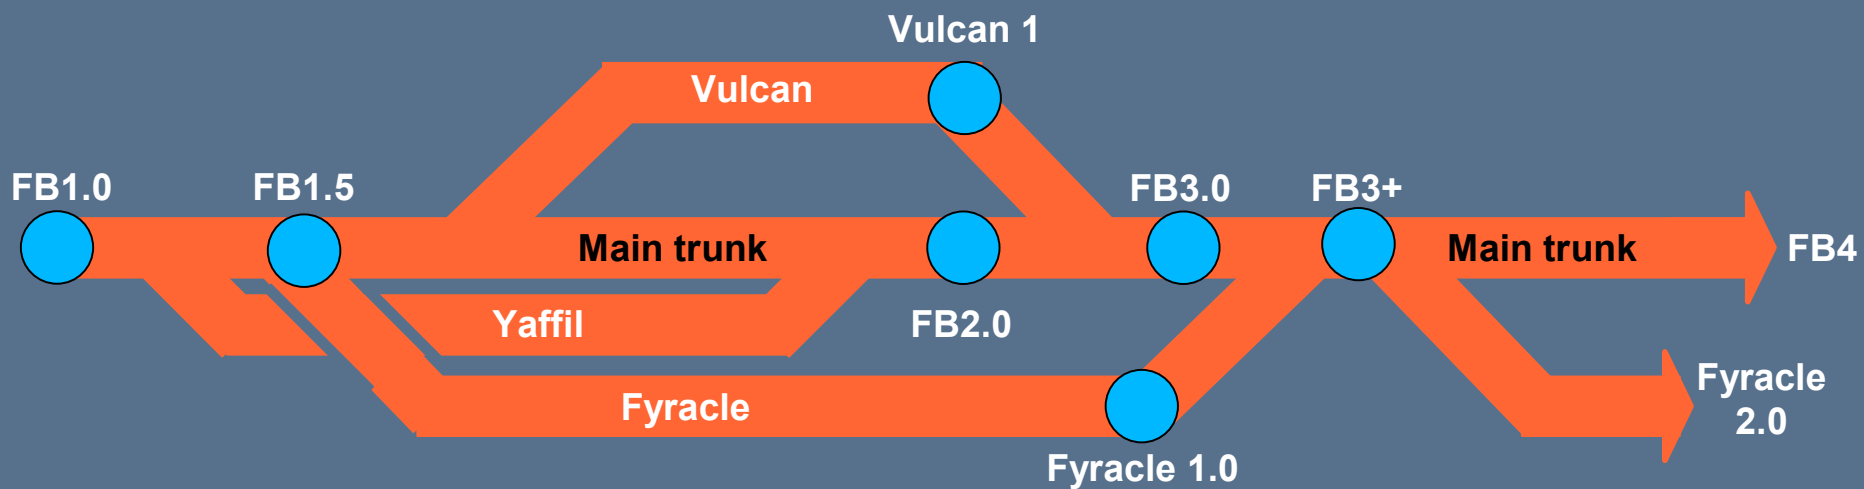 Vulcan 1
Vulcan
FB1.0
FB1.5
FB3.0
FB3+
Main trunk
Main trunk
FB4
Yaffil
FB2.0
Fyracle
Fyracle
2.0
Fyracle 1.0